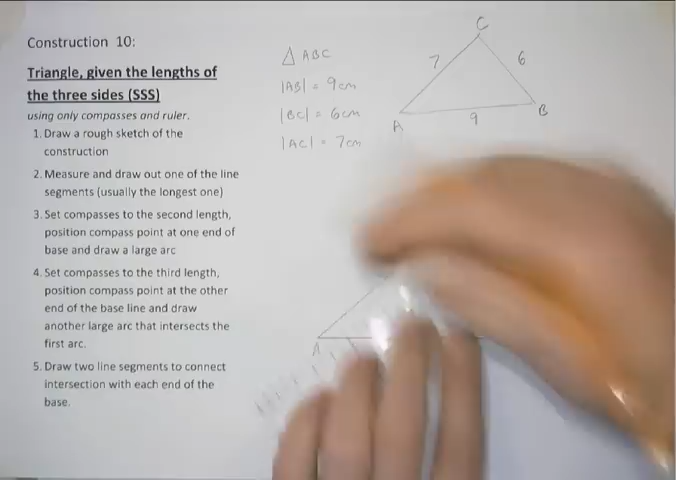 Construction 10:
Triangle, given the lengths of
the three sides (SSS)
using only compasses and ruler.
1. Draw a rough sketch of the
construction
2. Measure and draw out one of the line
segments (usually the longest one)
3. Set compasses to the second length,
position compass point at one end of
base and draw a large arc
4. Set compasses to the third length,
position compass point at the other
end of the base line and draw
another large arc that intersects the
first arc.
5. Draw two line segments to connect
intersection with each end of the
base.
△ ABC
|AB| = 9cm
|BC| = 6cm
|AC| = 7cm
C
7
6
A
9
B
A